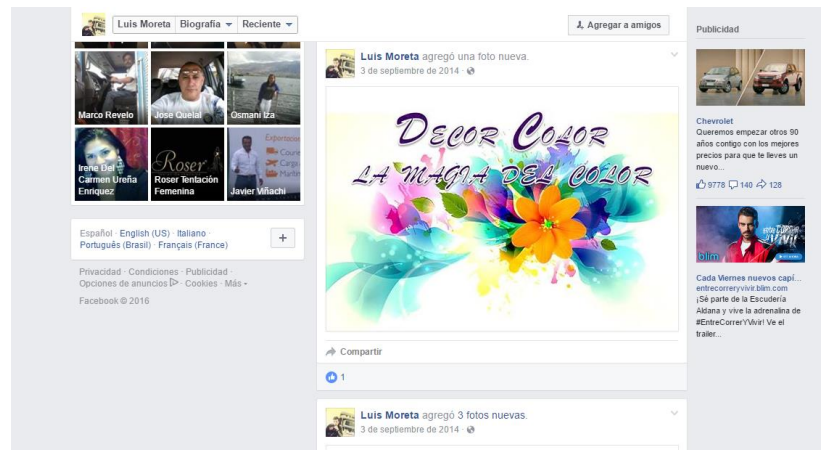 Luis Moreta Biografía Reciente
Agregar a amigos
Marco Revelo
Jose Quelal
Osmani Iza
Irene Del
Carmen Ureña
Enriquez
Roser
Roser Tentación
Femenina
Javier Viñachi
Español · English (US) · Italiano ·
Português (Brasil) · Français (France)
+
Privacidad · Condiciones · Publicidad ·
Opciones de anuncios · Cookies · Más
Facebook © 2016
Luis Moreta agregó una foto nueva.
3 de septiembre de 2014 ·
DECOR COLOR
LA MAGIA DEL COLOR
Compartir
1
Luis Moreta agregó 3 fotos nuevas.
3 de septiembre de 2014 ·
Publicidad
Chevrolet
Queremos empezar otros 90
años contigo con los mejores
precios para que te lleves un
nuevo...
9778 140 128
blim
Cada Viernes nuevos capí...
entrecorreryvivir.blim.com
¡Sé parte de la Escudería
Aldana y vive la adrenalina de
#EntreCorrerYVivir! Ve el
trailer...